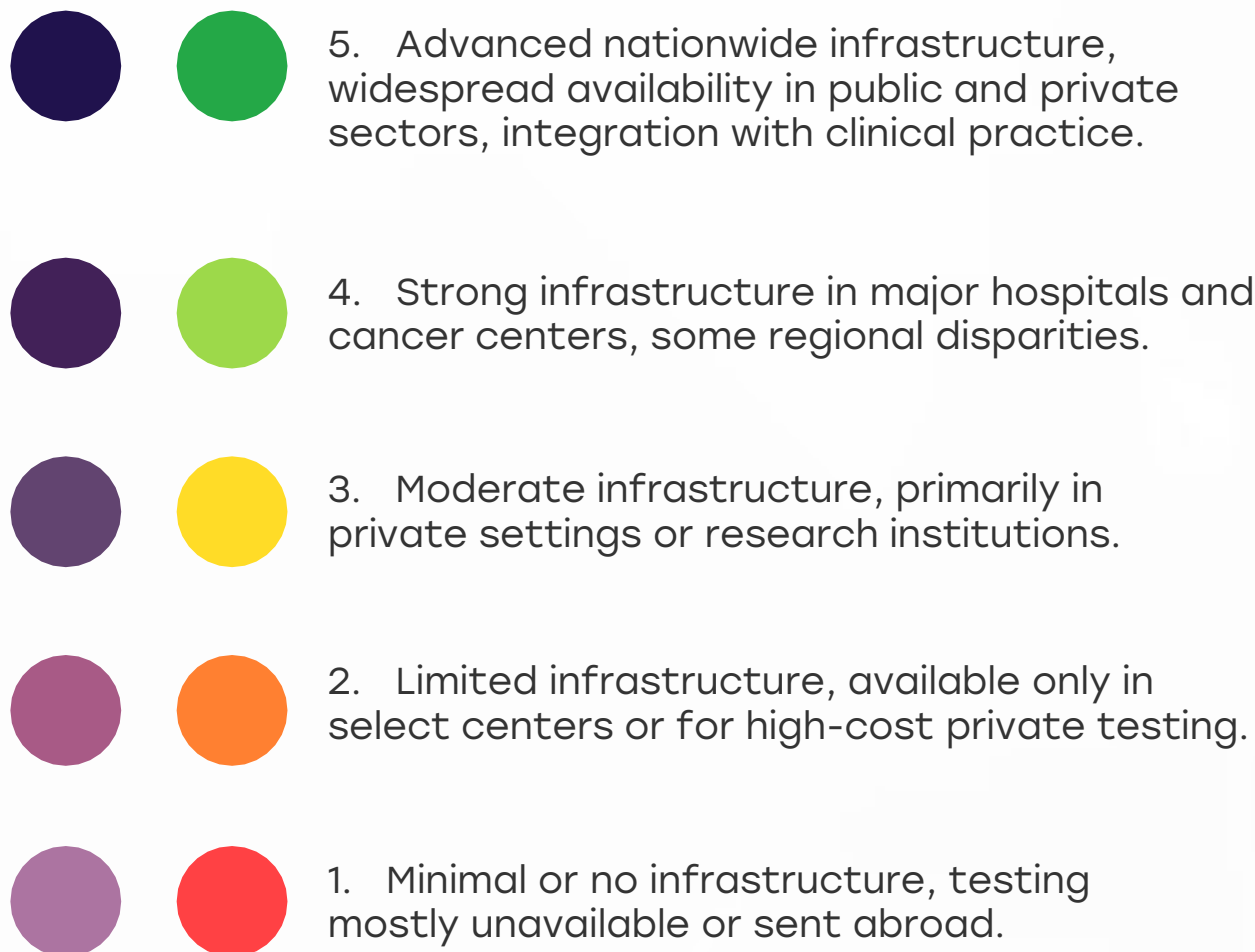 5. Advanced nationwide infrastructure,
widespread availability in public and private
sectors, integration with clinical practice.
4. Strong infrastructure in major hospitals and
cancer centers, some regional disparities.
3. Moderate infrastructure, primarily in
private settings or research institutions.
2. Limited infrastructure, available only in
select centers or for high-cost private testing.
1. Minimal or no infrastructure, testing
mostly unavailable or sent abroad.